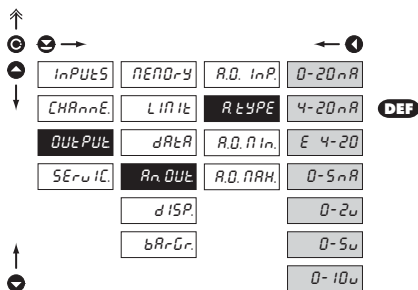 InPUtS MEMOrY A.O. InP. 0-20mA
CHAnnE. LIMIt A.tYPE 4-20mA DEF
OUtPUt dAtA A.O. MIn. E 4-20
SErvIC. An.OUt A.O. MAX. 0-5mA
dISP. 0-2v
bArGr. 0-5v
0-10v